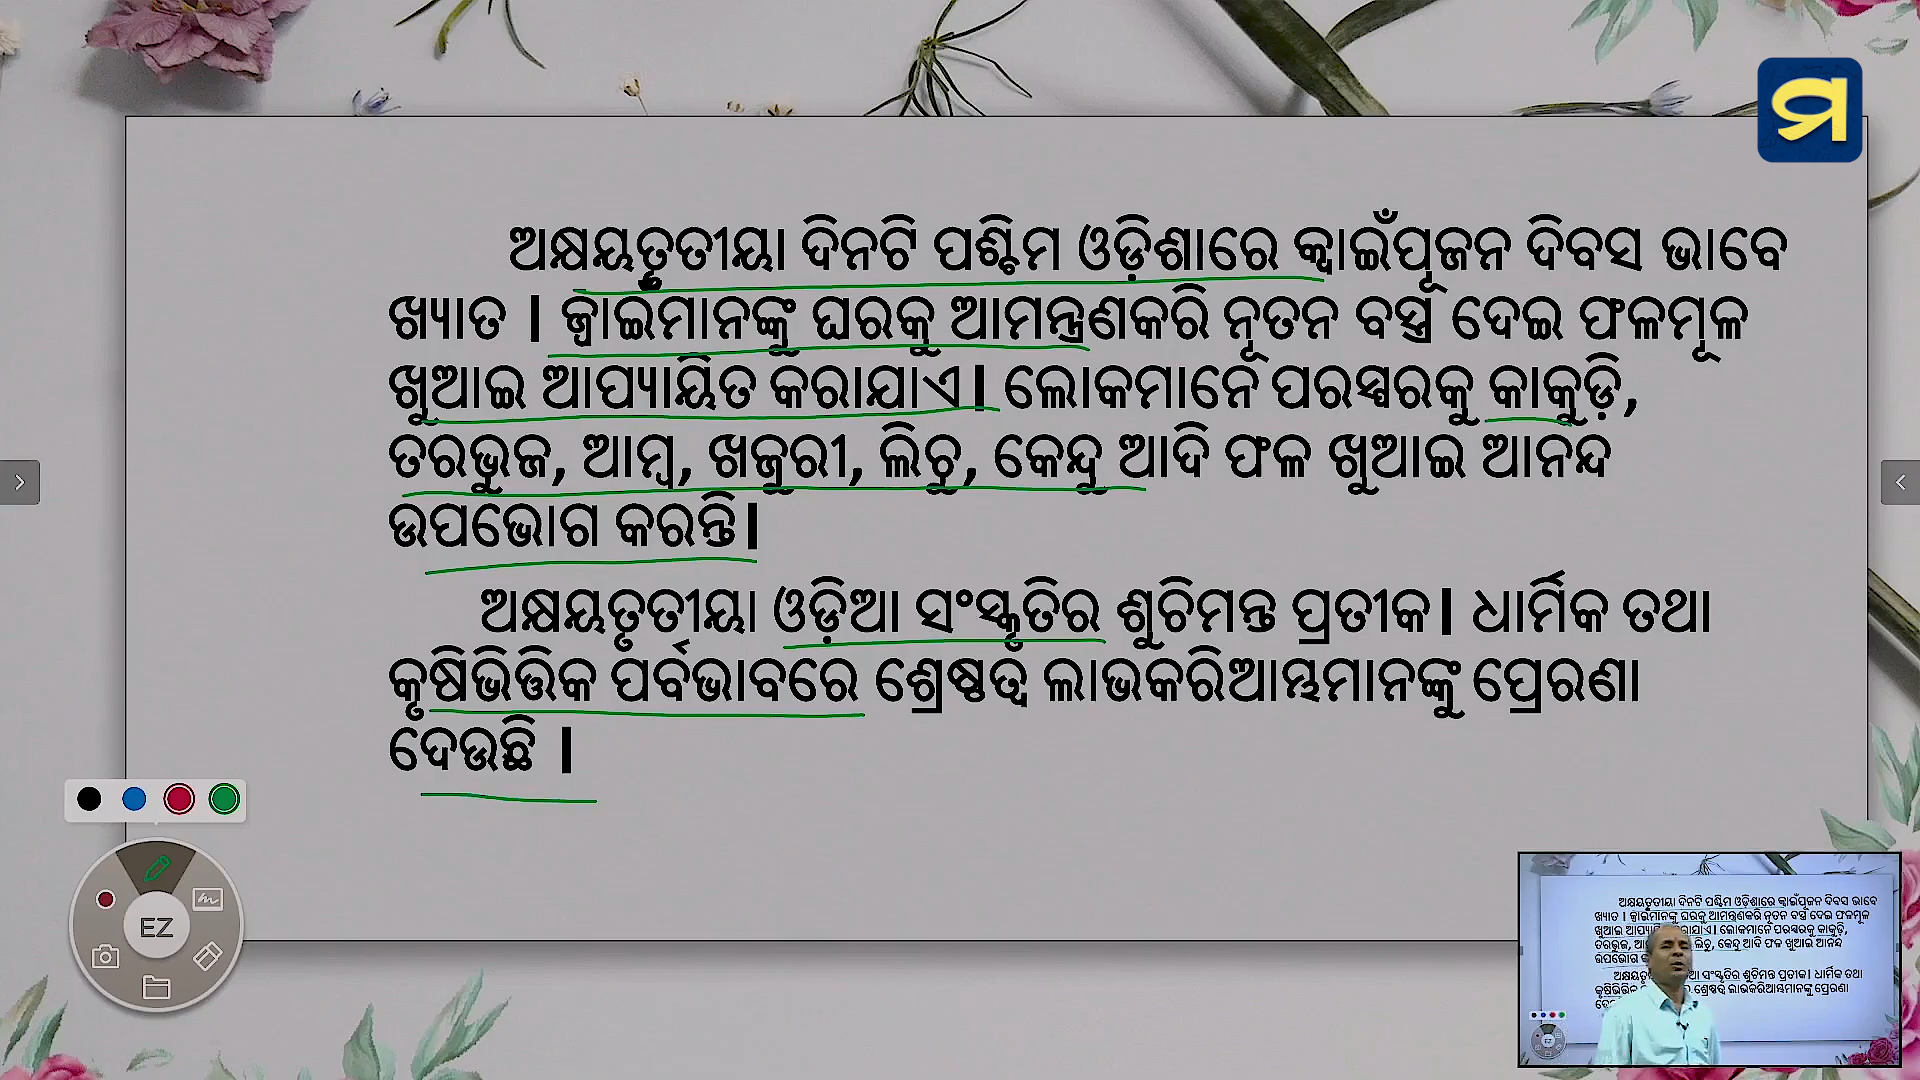 ଅକ୍ଷୟତୃତୀୟା ଦିନଟି ପଶ୍ଚିମ ଓଡ଼ିଶାରେ ଜ୍ୱାଇଁପୂଜନ ଦିବସ ଭାବେ
ଖ୍ୟାତ । ଜ୍ୱାଇଁମାନଙ୍କୁ ଘରକୁ ଆମନ୍ତ୍ରଣକରି ନୂତନ ବସ୍ତ୍ର ଦେଇ ଫଳମୂଳ
ଖୁଆଇ ଆପ୍ୟାୟିତ କରାଯାଏ। ଲୋକମାନେ ପରସ୍ପରକୁ କାକୁଡ଼ି,
ତରଭୁଜ, ଆମ୍ବ, ଖଜୁରୀ, ଲିଚୁ, କେନ୍ଦୁ ଆଦି ଫଳ ଖୁଆଇ ଆନନ୍ଦ
ଉପଭୋଗ କରନ୍ତି।
ଅକ୍ଷୟତୃତୀୟା ଓଡ଼ିଆ ସଂସ୍କୃତିର ଶୁଚିମନ୍ତ ପ୍ରତୀକ। ଧାର୍ମିକ ତଥା
କୃଷିଭିତ୍ତିକ ପର୍ବଭାବରେ ଶ୍ରେଷ୍ଠତ୍ୱ ଲାଭକରିଆମ୍ଭମାନଙ୍କୁ ପ୍ରେରଣା
ଦେଉଛି ।
EZ